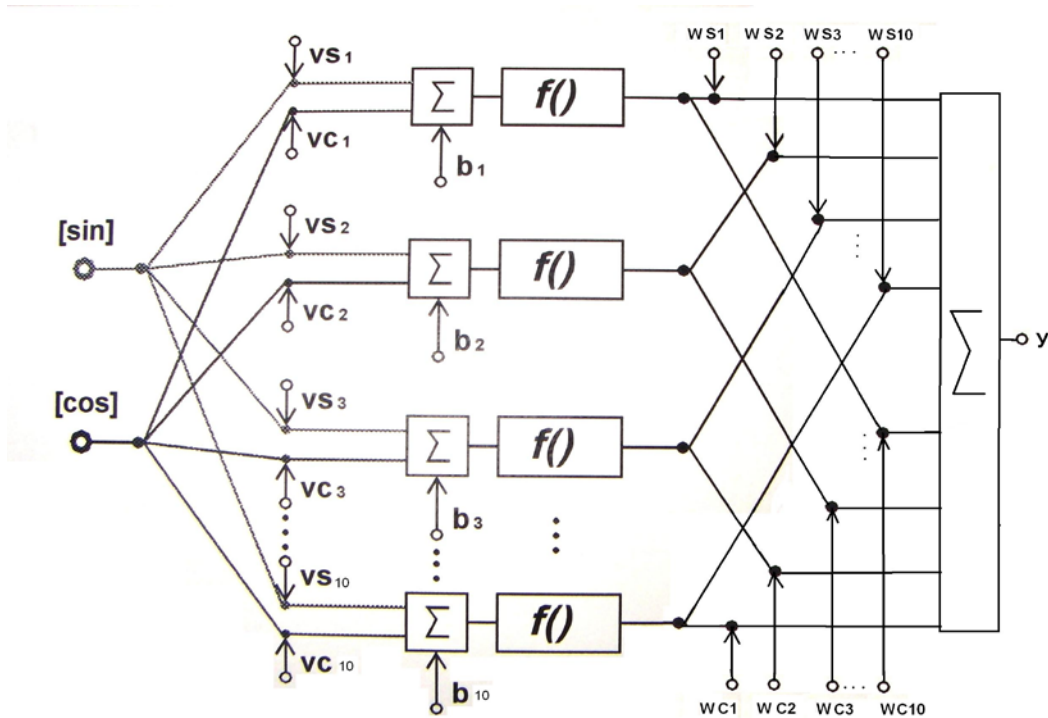 WS1 WS2 WS3 ... WS10
VS1
Σ f()
VC1
b1
[sin]
VS2
Σ f()
VC2
b2
Σ y
[cos]
VS3
Σ f()
VC3
b3
VS10
Σ f()
VC10
b10
WC1 WC2 WC3 ... WC10